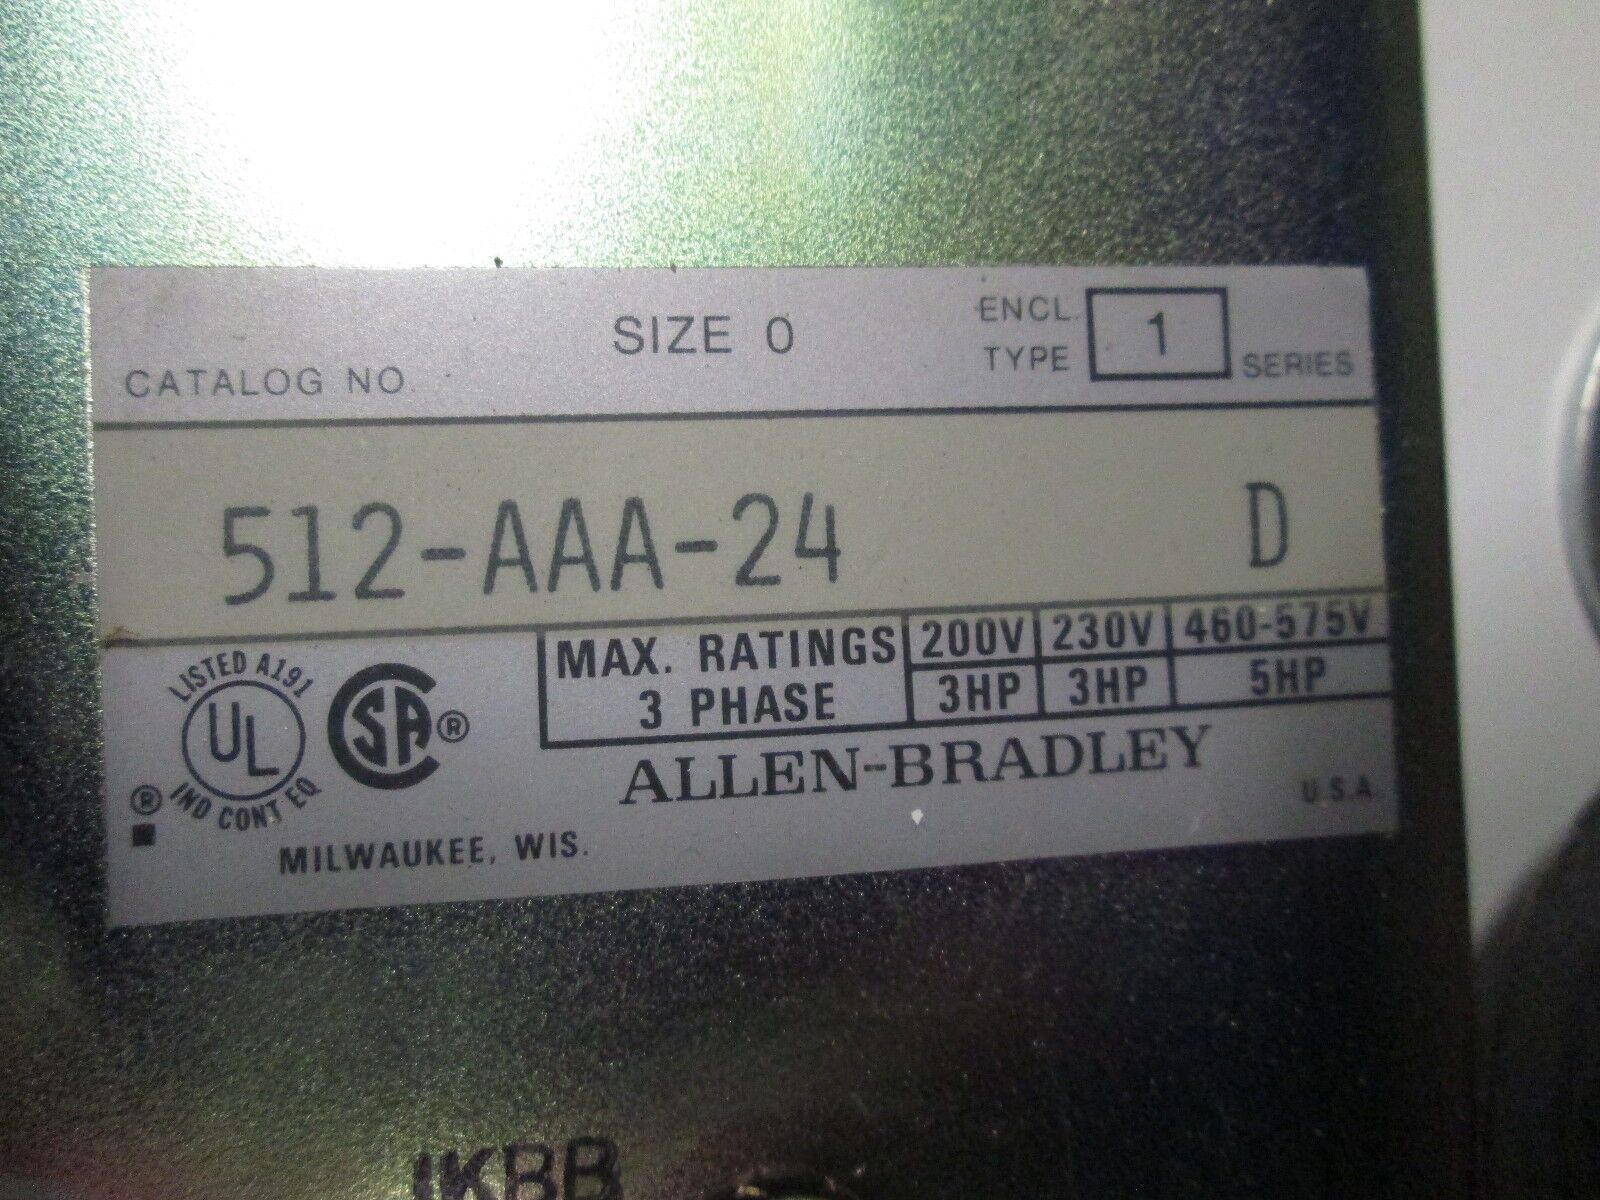 SIZE 0
ENCL. TYPE 1
CATALOG NO.
SERIES
512-AAA-24 D
MAX. RATINGS 3 PHASE
200V 230V 460-575V
3HP 3HP 5HP
LISTED A191
UL
IND CONT EQ
®
CSA ®
ALLEN-BRADLEY
U.S.A.
MILWAUKEE, WIS.